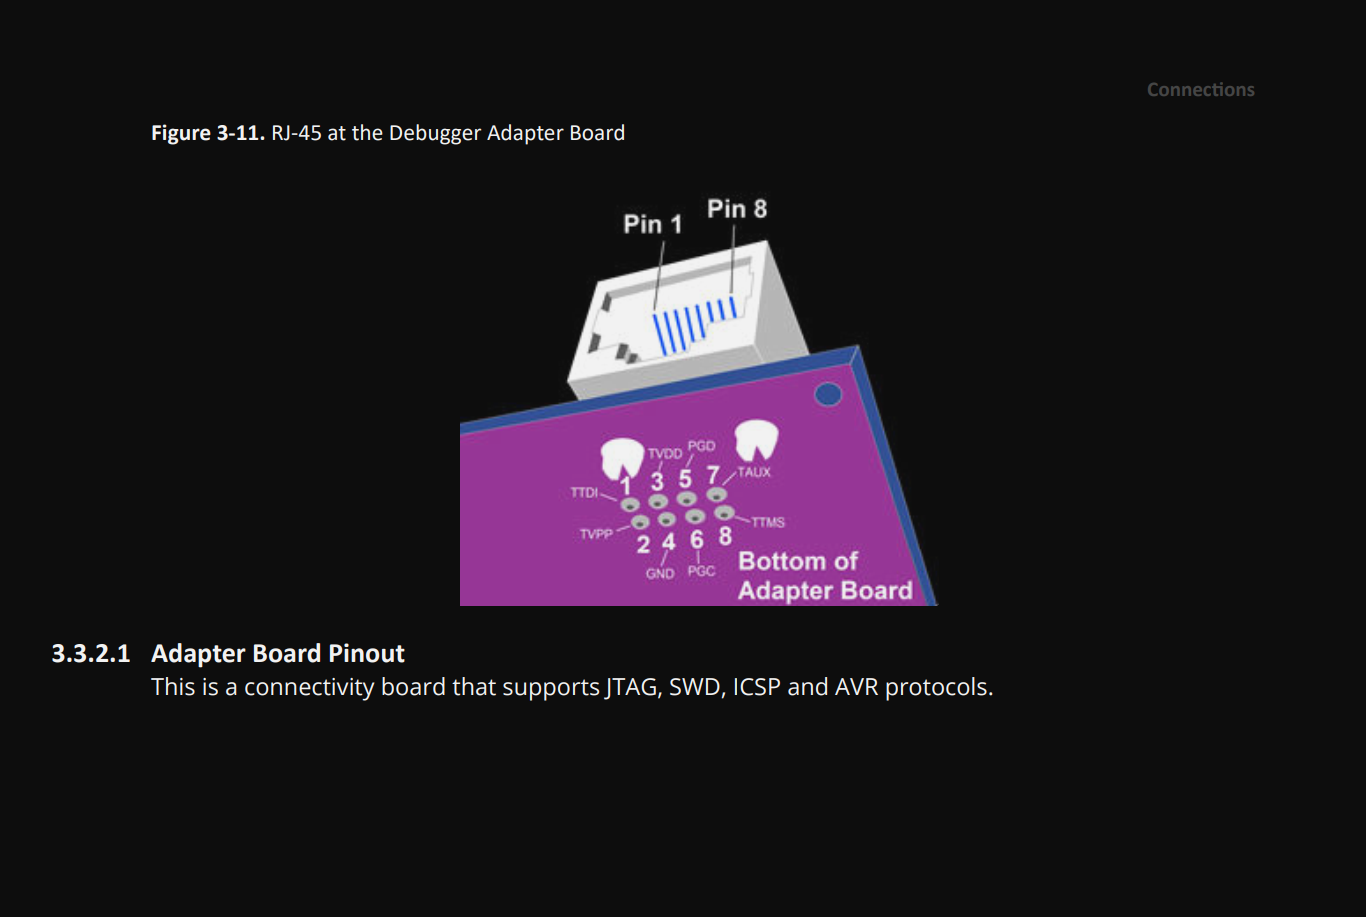 Connections
Figure 3-11. RJ-45 at the Debugger Adapter Board
Pin 1
Pin 8
TVDD
PGD
TTDI
1
3
5
7
TAUX
TVPP
2
4
6
8
TTMS
GND
PGC
Bottom of
Adapter Board
3.3.2.1 Adapter Board Pinout
This is a connectivity board that supports JTAG, SWD, ICSP and AVR protocols.